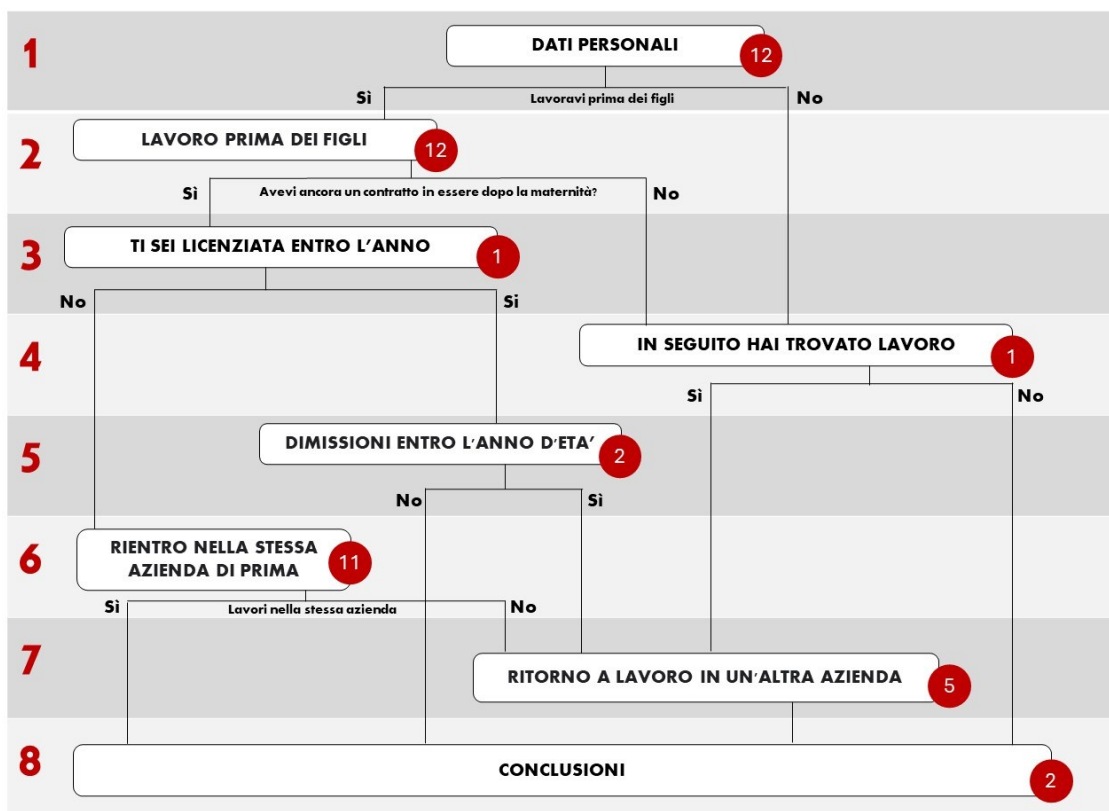 1
DATI PERSONALI
12
Sì
Lavoravi prima dei figli
No
2
LAVORO PRIMA DEI FIGLI
12
Sì
Avevi ancora un contratto in essere dopo la maternità?
No
3
TI SEI LICENZIATA ENTRO L'ANNO
1
No
Si
4
IN SEGUITO HAI TROVATO LAVORO
1
Sì
No
5
DIMISSIONI ENTRO L'ANNO D'ETA'
2
No
Sì
6
RIENTRO NELLA STESSA
AZIENDA DI PRIMA
11
Sì
Lavori nella stessa azienda
No
7
RITORNO A LAVORO IN UN'ALTRA AZIENDA
5
8
CONCLUSIONI
2